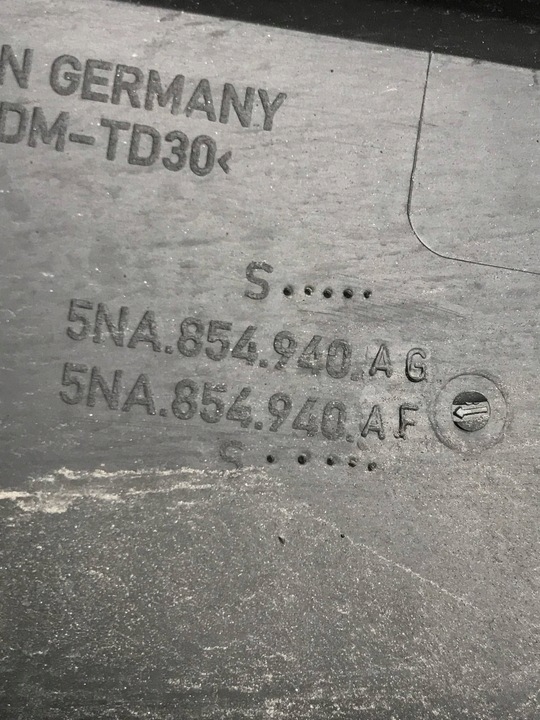 N GERMANY
DM-TD30<
S.....
5NA.854.940.AG
5NA.854.940.AF
S.....